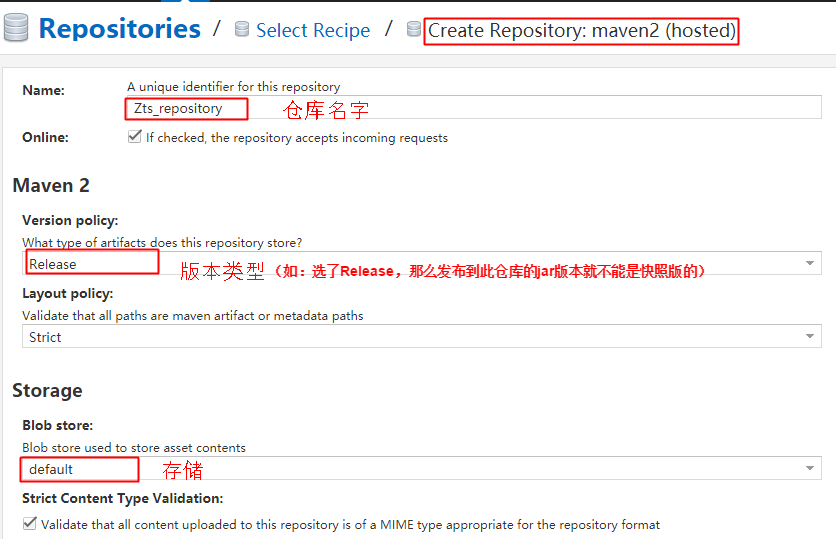 Repositories / Select Recipe / Create Repository: maven2 (hosted)
Name: A unique identifier for this repository
Zts_repository 仓库名字
Online: If checked, the repository accepts incoming requests
Maven 2
Version policy:
What type of artifacts does this repository store?
Release 版本类型（如：选了Release，那么发布到此仓库的jar版本就不能是快照版的）
Layout policy:
Validate that all paths are maven artifact or metadata paths
Strict
Storage
Blob store:
Blob store used to store asset contents
default 存储
Strict Content Type Validation:
Validate that all content uploaded to this repository is of a MIME type appropriate for the repository format